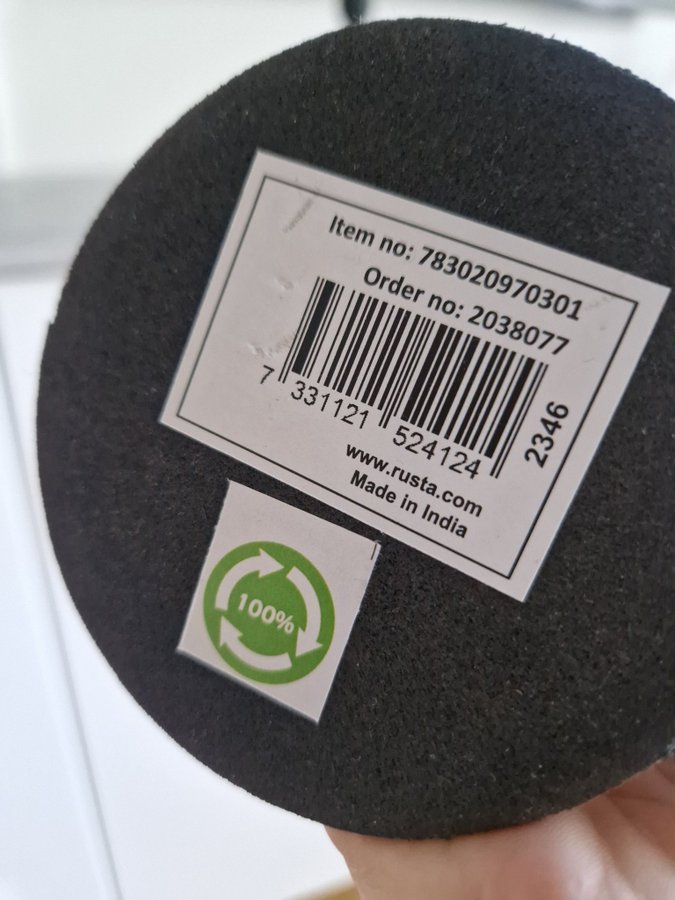 Item no: 783020970301
Order no: 2038077
7 331121 524124
2346
www.rusta.com
Made in India
100%